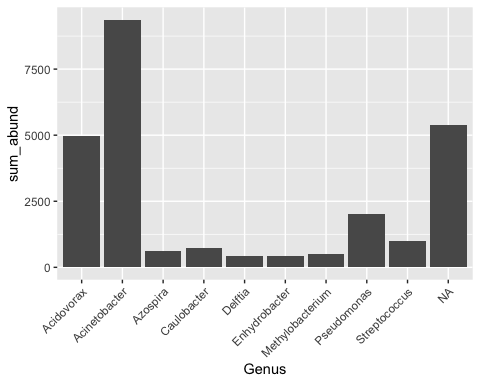 sum_abund
7500
5000
2500
0
Acidovorax
Acinetobacter
Azospira
Caulobacter
Delftia
Enhydrobacter
Methylobacterium
Pseudomonas
Streptococcus
NA
Genus